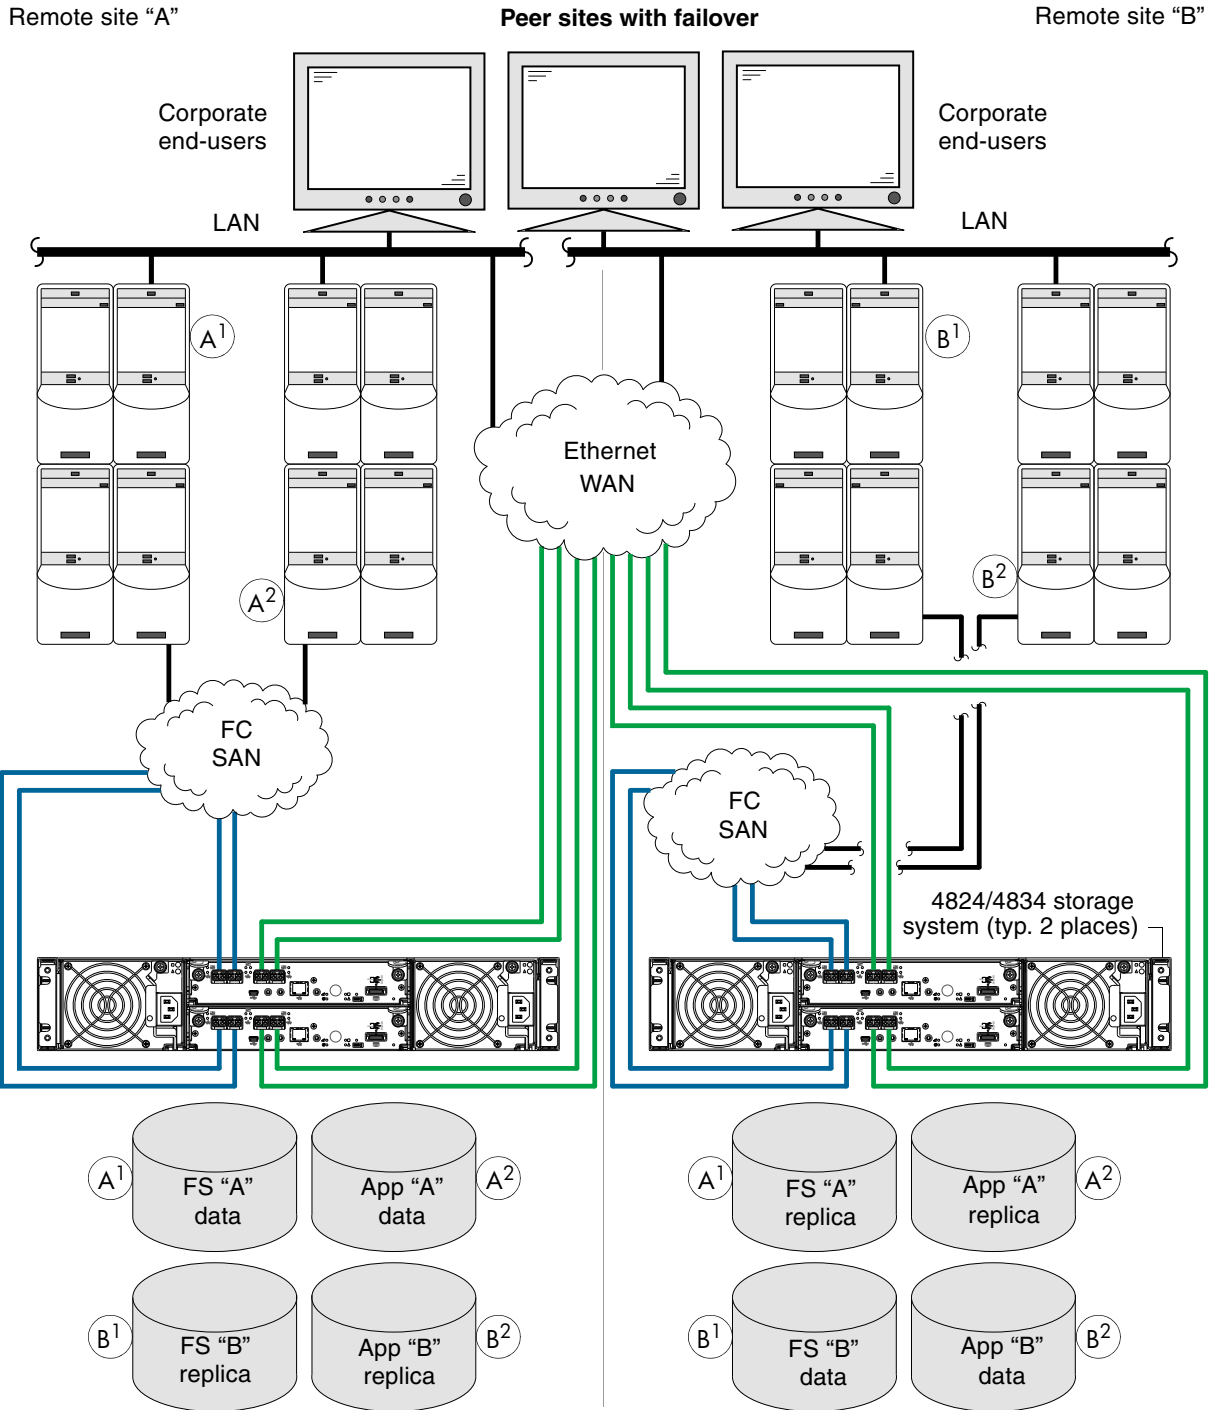 Remote site “A”
Peer sites with failover
Remote site “B”
Corporate
end-users
Corporate
end-users
LAN
LAN
A1
B1
Ethernet
WAN
A2
B2
FC
SAN
FC
SAN
4824/4834 storage
system (typ. 2 places)
A1
FS “A”
data
App “A”
data
A2
A1
FS “A”
replica
App “A”
replica
A2
B1
FS “B”
replica
App “B”
replica
B2
B1
FS “B”
data
App “B”
data
B2